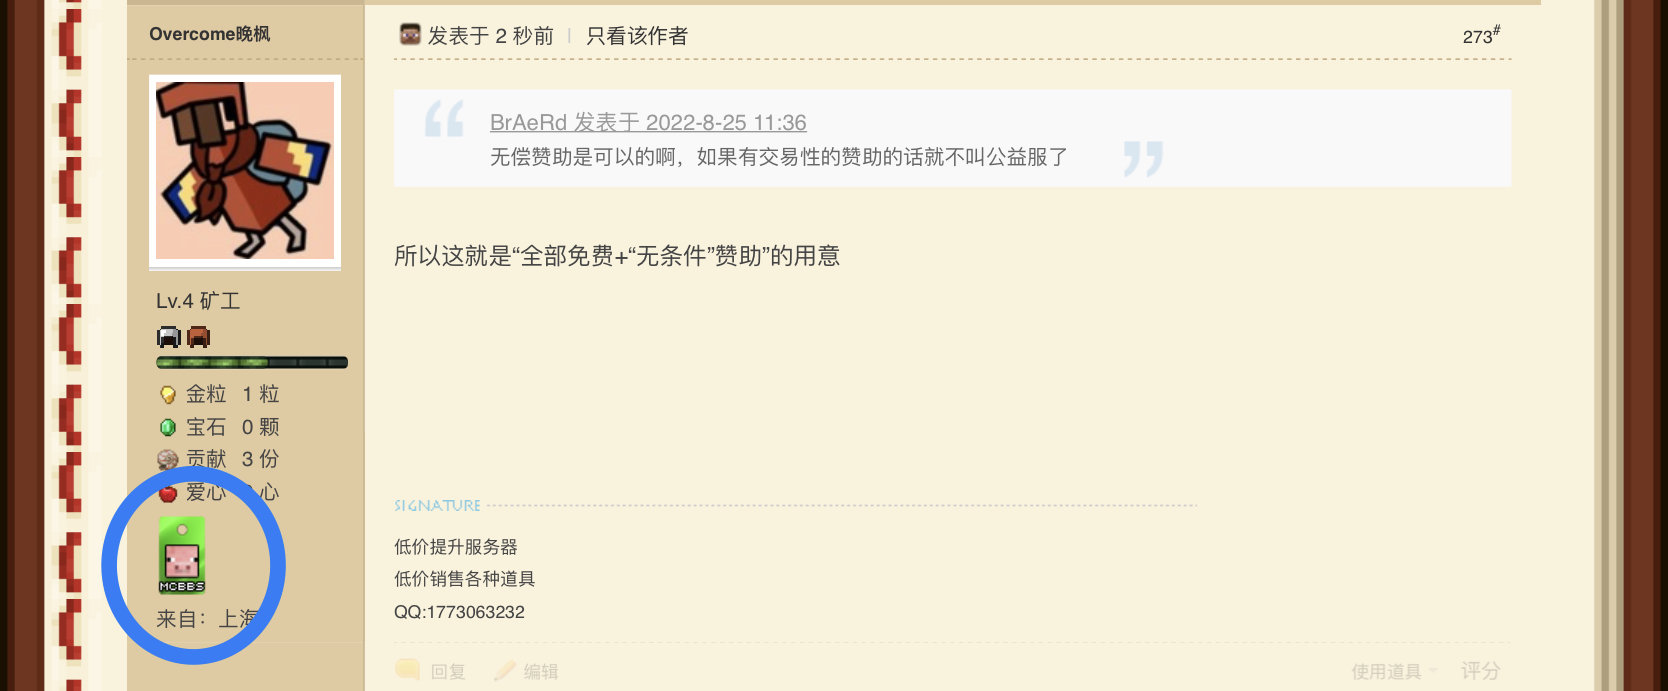 Overcome晚枫
发表于 2 秒前 | 只看该作者
273#
BrAeRd 发表于 2022-8-25 11:36
无偿赞助是可以的啊，如果有交易性的赞助的话就不叫公益服了
所以这就是“全部免费+“无条件”赞助”的用意
Lv.4 矿工
金粒 1 粒
宝石 0 颗
贡献 3 份
爱心 心
MCBBS
来自：上海
SIGNATURE
低价提升服务器
低价销售各种道具
QQ:1773063232
回复 编辑
使用道具 评分